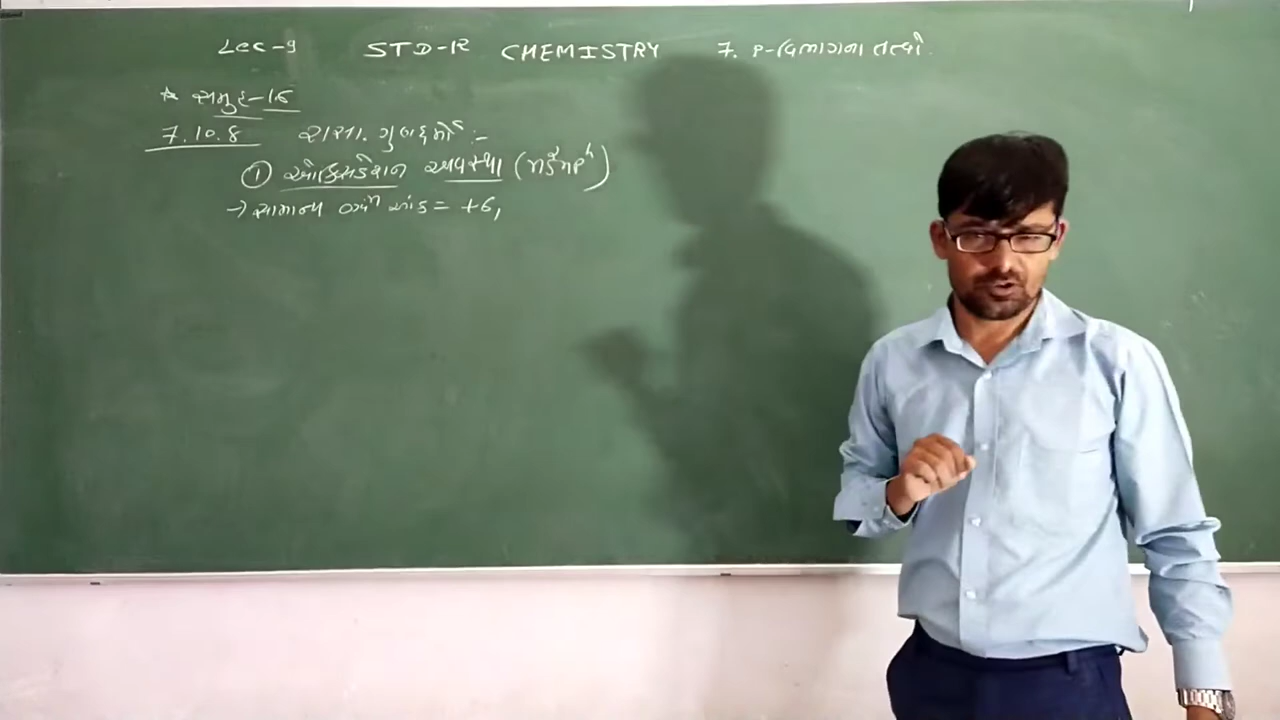 Lec-9 STD-12 CHEMISTRY 7. P-વિભાગના તત્વો.
* સમૂહ-16
7.10.8 રાસા. ગુણધર્મો :-
① ઓક્સિડેશન અવસ્થા (ns²np⁴)
→ સામાન્ય ઓક્સિ આંક = +6,